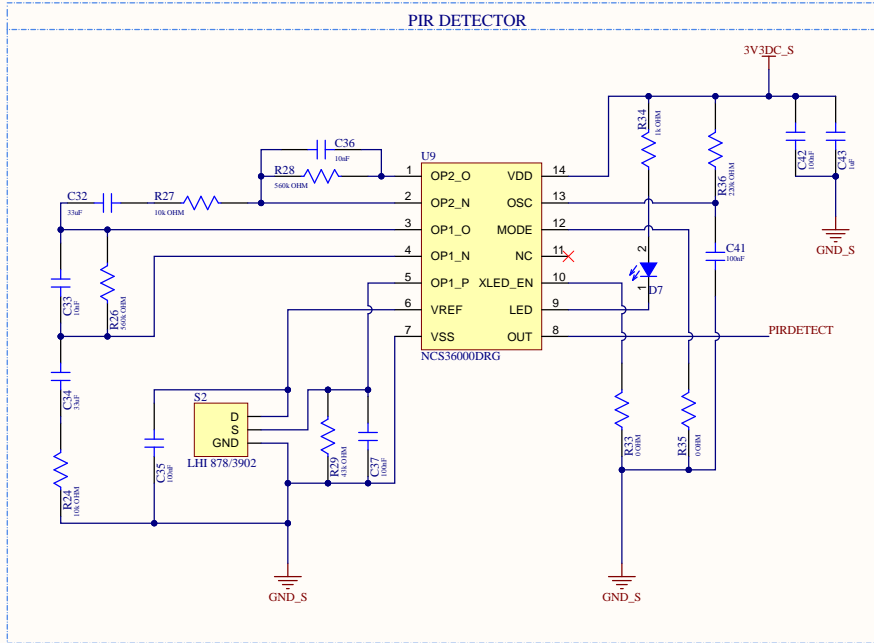 PIR DETECTOR
3V3DC_S
R34
1k OHM
R36
220k OHM
C42
100nF
C43
1uF
GND_S
C36
10nF
R28
560k OHM
C32
33uF
R27
10k OHM
U9
1 OP2_O VDD 14
2 OP2_N OSC 13
3 OP1_O MODE 12
4 OP1_N NC 11
5 OP1_P XLED_EN 10
6 VREF LED 9
7 VSS OUT 8
NCS36000DRG
C33
10nF
R26
560k OHM
C34
33uF
R24
10k OHM
C35
100nF
S2
D
S
GND
LHI 878/3902
R29
43k OHM
C37
100nF
GND_S
2
1
D7
C41
100nF
PIRDETECT
R33
0 OHM
R35
0 OHM
GND_S